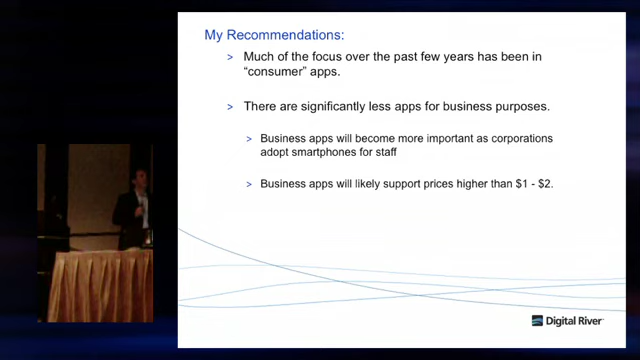 My Recommendations:
> Much of the focus over the past few years has been in
"consumer" apps.
> There are significantly less apps for business purposes.
> Business apps will become more important as corporations
adopt smartphones for staff
> Business apps will likely support prices higher than $1 - $2.
Digital River